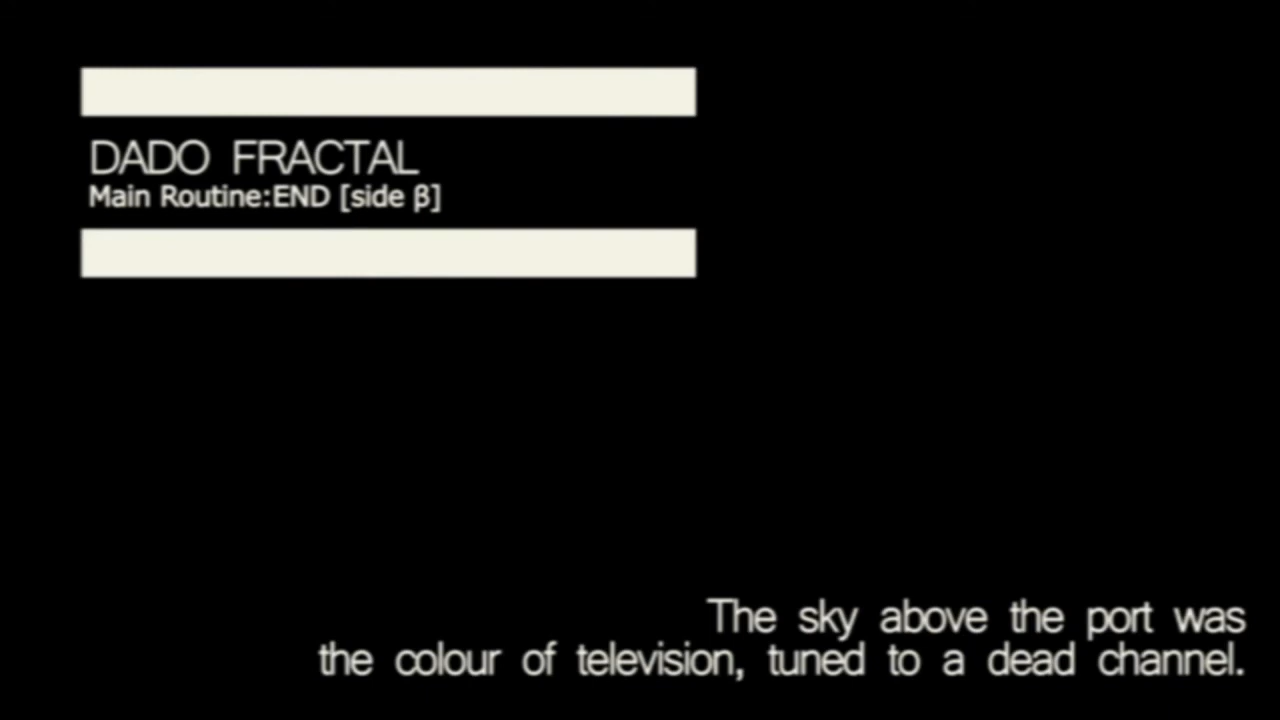 DADO FRACTAL
Main Routine:END [side β]
The sky above the port was
the colour of television, tuned to a dead channel.